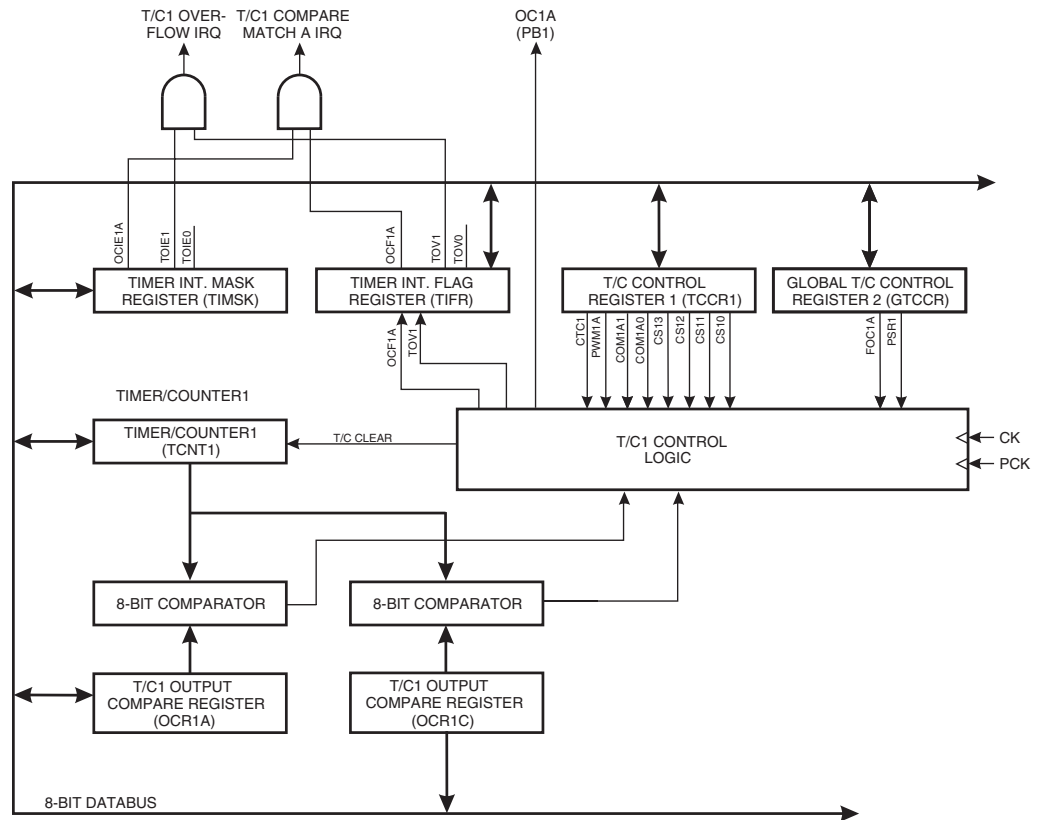 T/C1 OVER-
FLOW IRQ
T/C1 COMPARE
MATCH A IRQ
OC1A
(PB1)
OCIE1A
TOIE1
TOIE0
OCF1A
TOV1
TOV0
TIMER INT. MASK
REGISTER (TIMSK)
TIMER INT. FLAG
REGISTER (TIFR)
T/C CONTROL
REGISTER 1 (TCCR1)
GLOBAL T/C CONTROL
REGISTER 2 (GTCCR)
OCF1A
TOV1
CTC1
PWM1A
COM1A1
COM1A0
CS13
CS12
CS11
CS10
FOC1A
PSR1
TIMER/COUNTER1
TIMER/COUNTER1
(TCNT1)
T/C CLEAR
T/C1 CONTROL
LOGIC
CK
PCK
8-BIT COMPARATOR
8-BIT COMPARATOR
T/C1 OUTPUT
COMPARE REGISTER
(OCR1A)
T/C1 OUTPUT
COMPARE REGISTER
(OCR1C)
8-BIT DATABUS